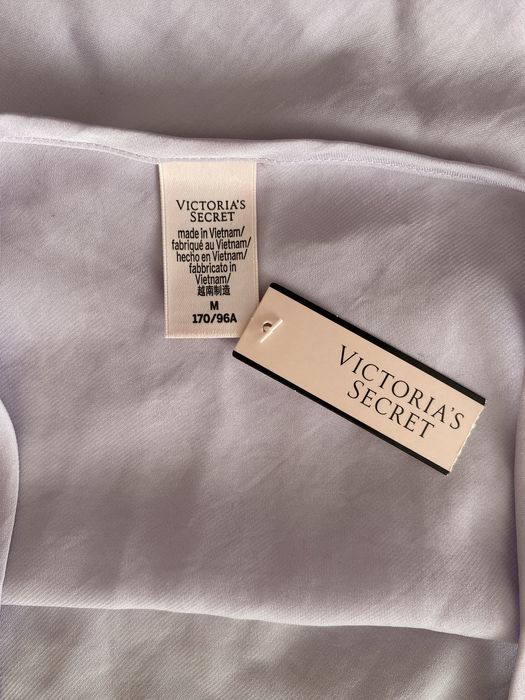 VICTORIA'S
SECRET
made in Vietnam/
fabriqué au Vietnam/
hecho en Vietnam/
fabbricato in
Vietnam/
越南制造
M
170/96A
VICTORIA'S
SECRET